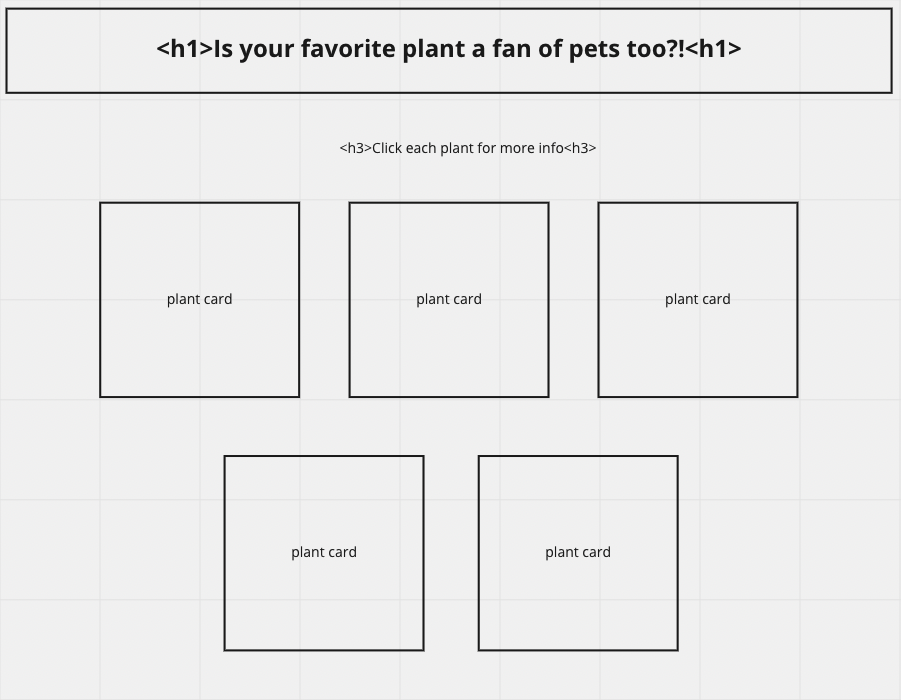 <h1>Is your favorite plant a fan of pets too?!<h1>
<h3>Click each plant for more info<h3>
plant card
plant card
plant card
plant card
plant card